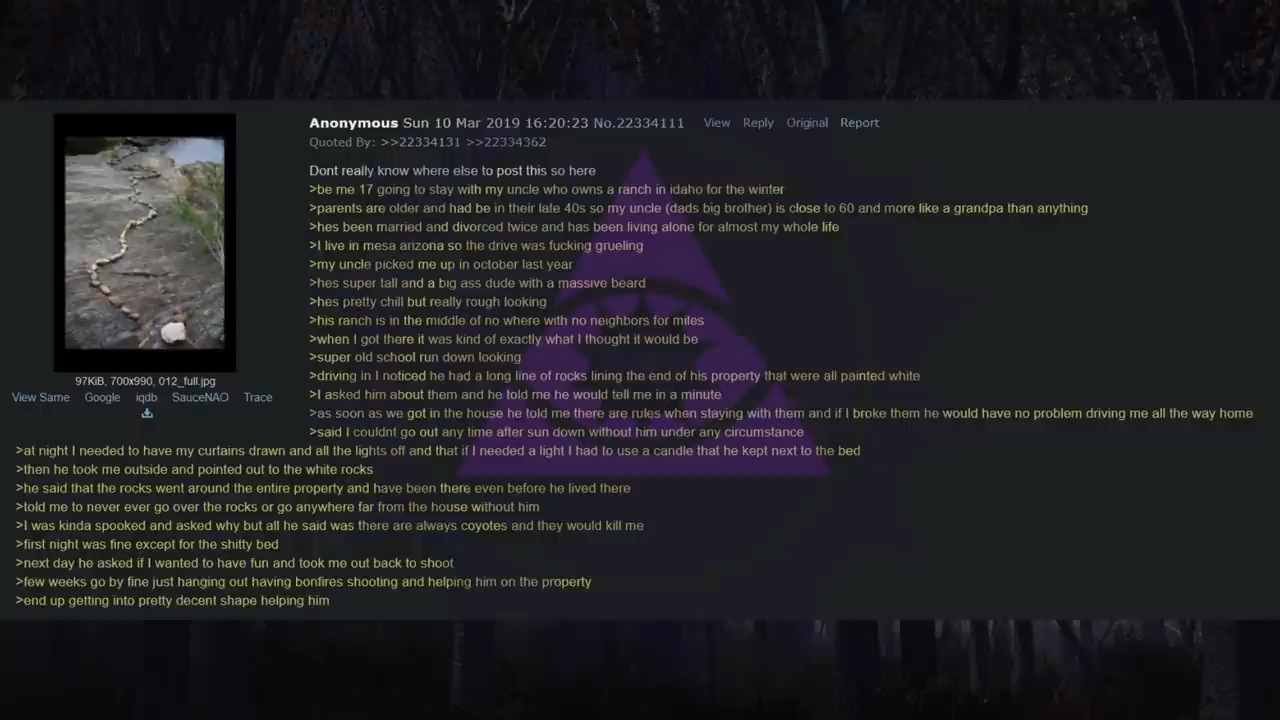 Anonymous Sun 10 Mar 2019 16:20:23 No.22334111 View Reply Original Report
Quoted By: >>22334131 >>22334362
Dont really know where else to post this so here
>be me 17 going to stay with my uncle who owns a ranch in idaho for the winter
>parents are older and had be in their late 40s so my uncle (dads big brother) is close to 60 and more like a grandpa than anything
>hes been married and divorced twice and has been living alone for almost my whole life
>I live in mesa arizona so the drive was fucking grueling
>my uncle picked me up in october last year
>hes super tall and a big ass dude with a massive beard
>hes pretty chill but really rough looking
>his ranch is in the middle of no where with no neighbors for miles
>when I got there it was kind of exactly what I thought it would be
>super old school run down looking
>driving in I noticed he had a long line of rocks lining the end of his property that were all painted white
>I asked him about them and he told me he would tell me in a minute
>as soon as we got in the house he told me there are rules when staying with them and if I broke them he would have no problem driving me all the way home
>said I couldnt go out any time after sun down without him under any circumstance
97KiB, 700x990, 012_full.jpg
View Same Google iqdb SauceNAO Trace
>at night I needed to have my curtains drawn and all the lights off and that if I needed a light I had to use a candle that he kept next to the bed
>then he took me outside and pointed out to the white rocks
>he said that the rocks went around the entire property and have been there even before he lived there
>told me to never ever go over the rocks or go anywhere far from the house without him
>I was kinda spooked and asked why but all he said was there are always coyotes and they would kill me
>first night was fine except for the shitty bed
>next day he asked if I wanted to have fun and took me out back to shoot
>few weeks go by fine just hanging out having bonfires shooting and helping him on the property
>end up getting into pretty decent shape helping him